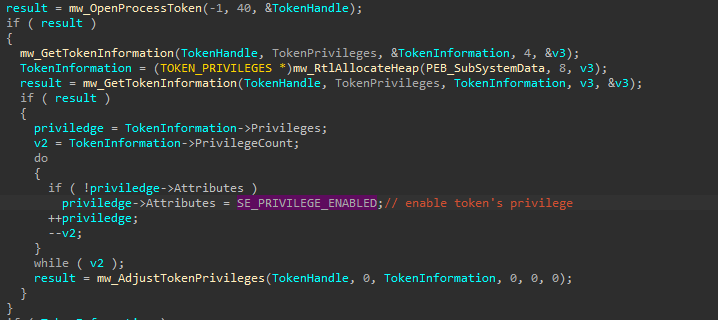 result = mw_OpenProcessToken(-1, 40, &TokenHandle);
if ( result )
{
mw_GetTokenInformation(TokenHandle, TokenPrivileges, &TokenInformation, 4, &v3);
TokenInformation = (TOKEN_PRIVILEGES *)mw_RtlAllocateHeap(PEB_SubSystemData, 8, v3);
result = mw_GetTokenInformation(TokenHandle, TokenPrivileges, TokenInformation, v3, &v3);
if ( result )
{
priviledge = TokenInformation->Privileges;
v2 = TokenInformation->PrivilegeCount;
do
{
if ( !priviledge->Attributes )
priviledge->Attributes = SE_PRIVILEGE_ENABLED;// enable token's privilege
++priviledge;
--v2;
}
while ( v2 );
result = mw_AdjustTokenPrivileges(TokenHandle, 0, TokenInformation, 0, 0, 0);
}
}